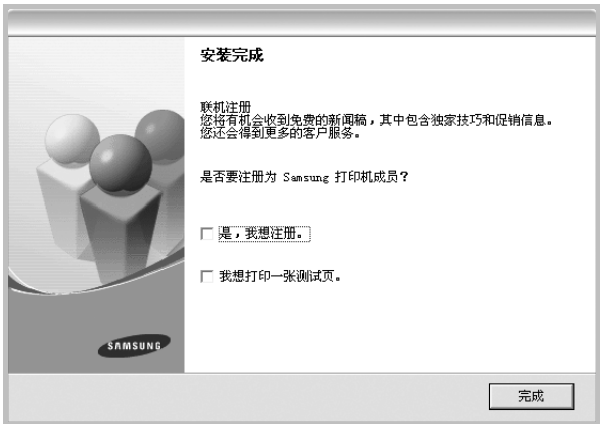 安装完成
联机注册
您将有机会收到免费的新闻稿，其中包含独家技巧和促销信息。
您还会得到更多的客户服务。
是否要注册为 Samsung 打印机成员？
是，我想注册。
我想打印一张测试页。
SAMSUNG
完成